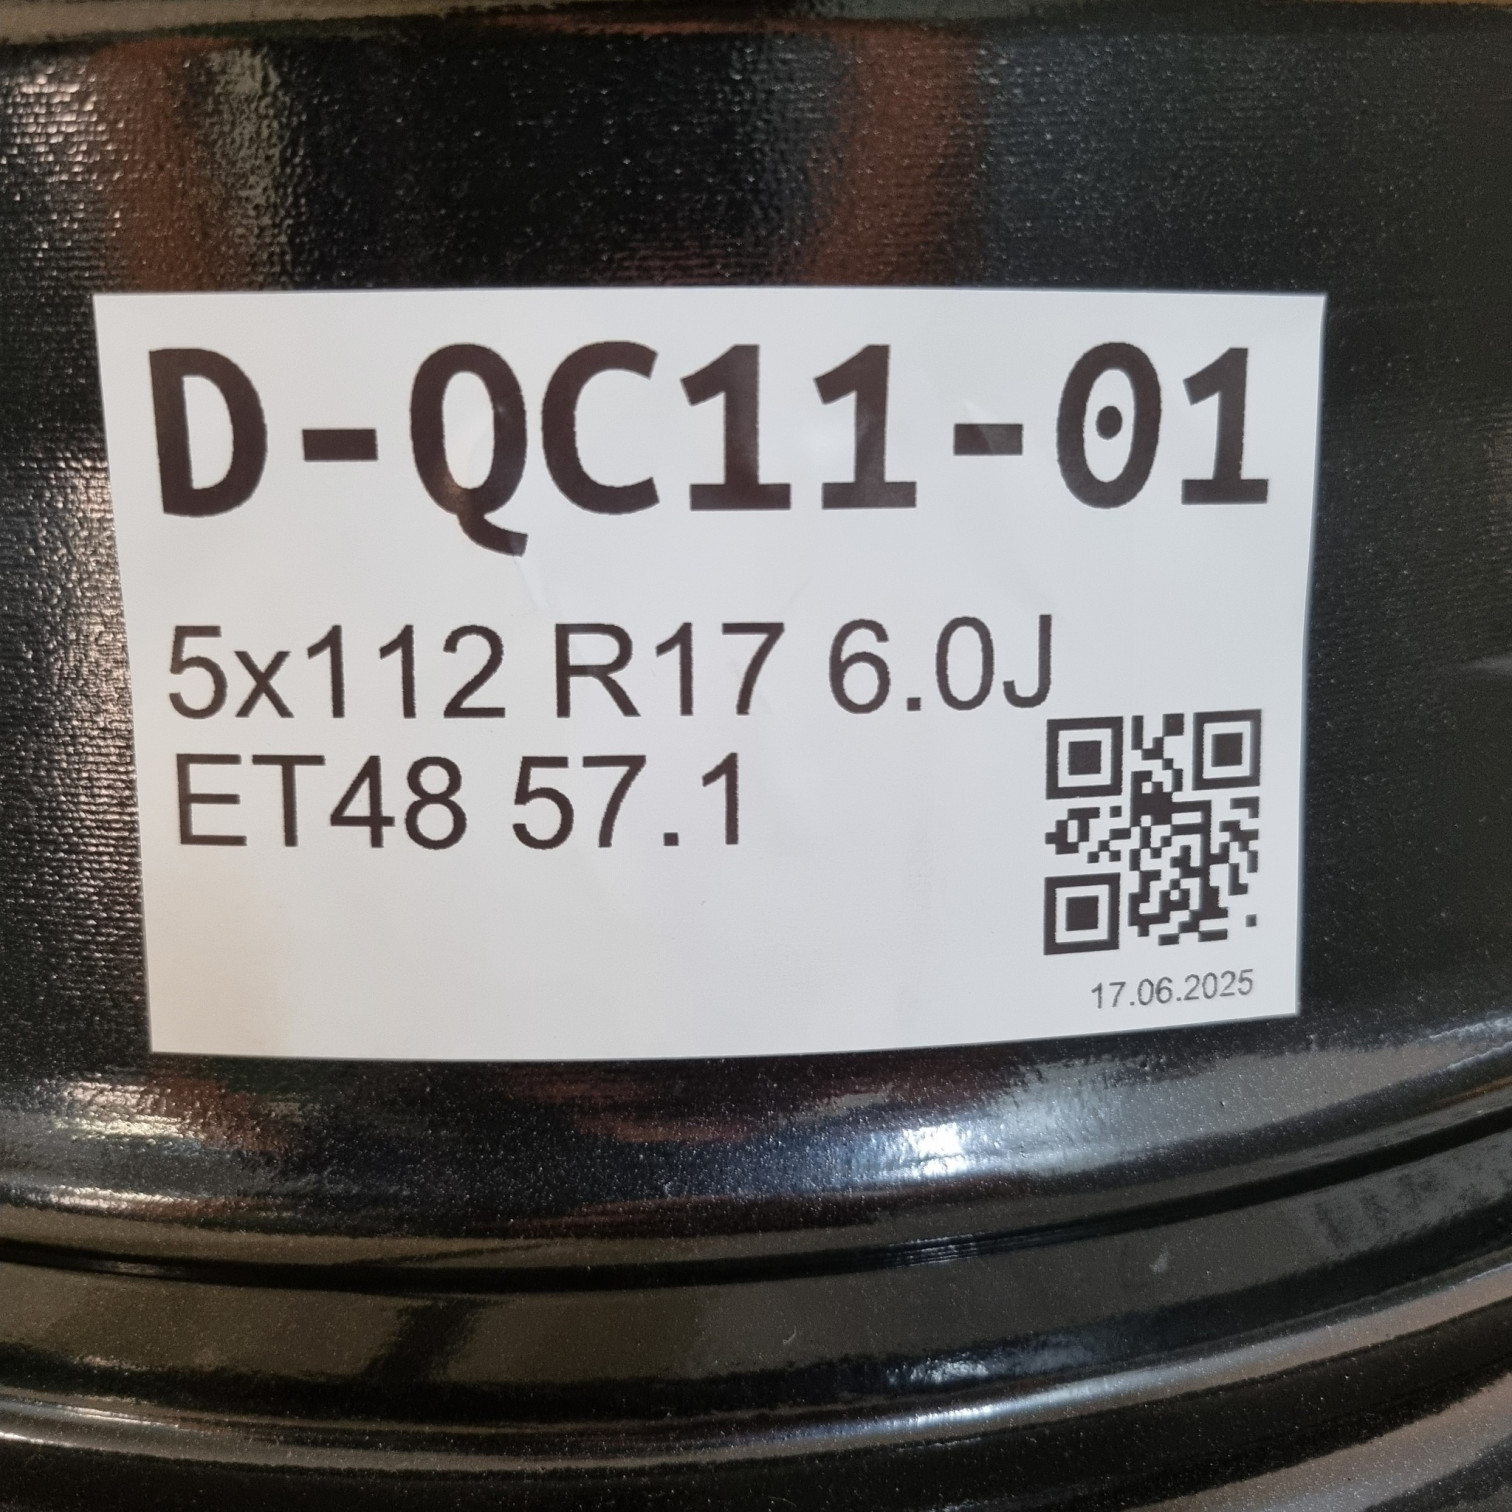 D-QC11-01
5x112 R17 6.0J
ET48 57.1
17.06.2025